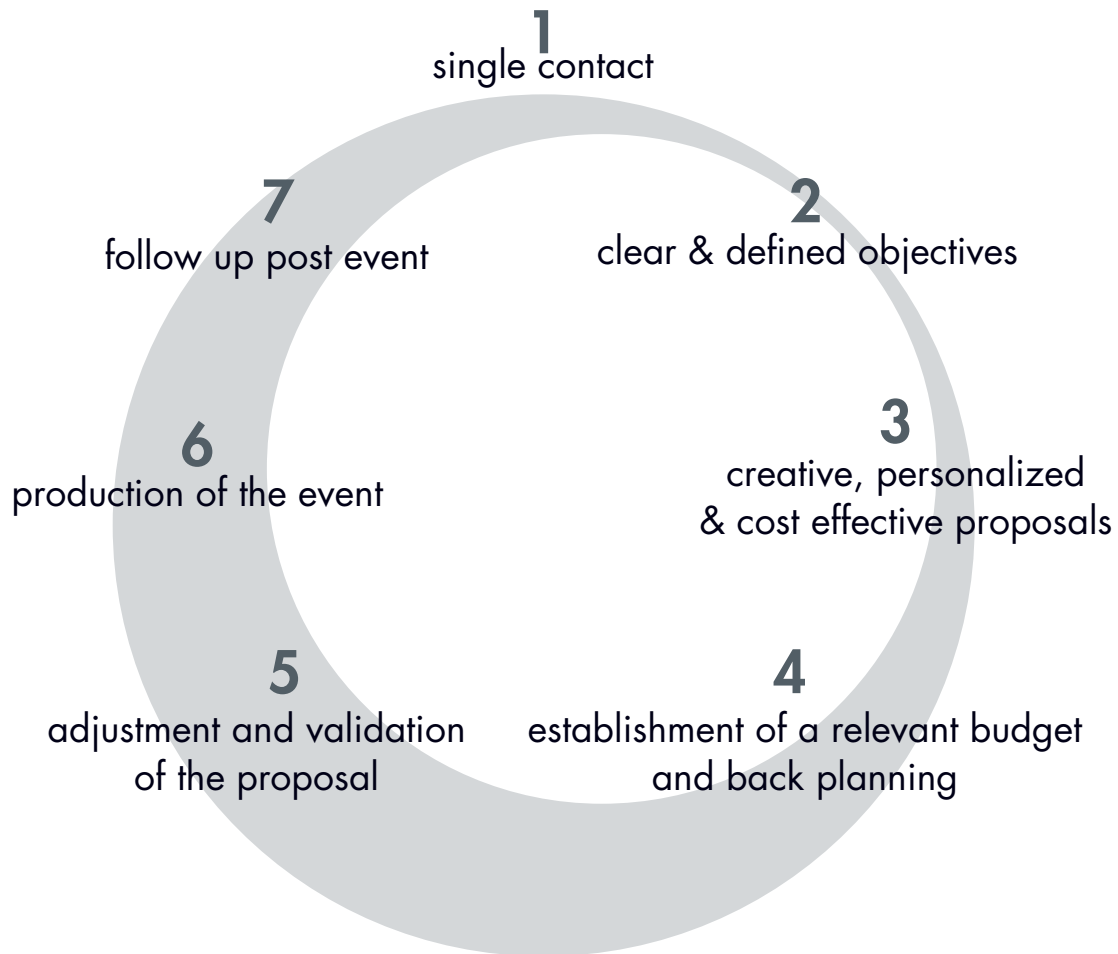 1
single contact
2
clear & defined objectives
3
creative, personalized
& cost effective proposals
4
establishment of a relevant budget
and back planning
5
adjustment and validation
of the proposal
6
production of the event
7
follow up post event